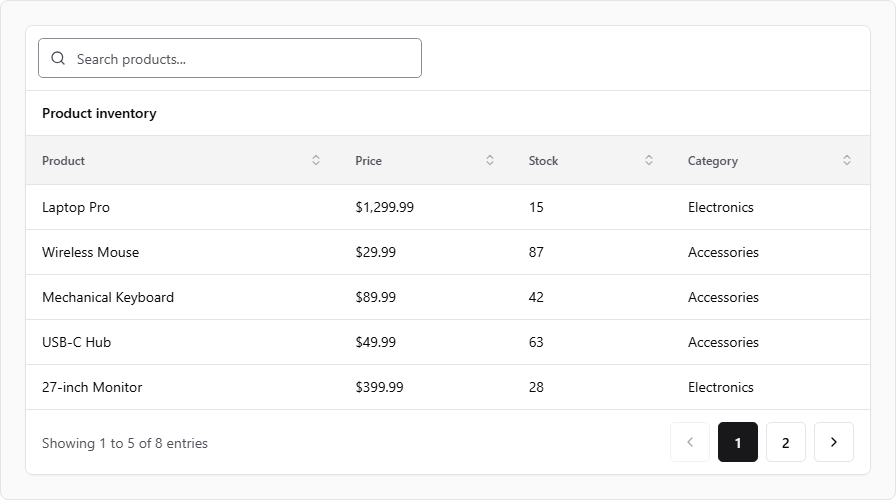 Search products...
Product inventory
Product Price Stock Category
Laptop Pro $1,299.99 15 Electronics
Wireless Mouse $29.99 87 Accessories
Mechanical Keyboard $89.99 42 Accessories
USB-C Hub $49.99 63 Accessories
27-inch Monitor $399.99 28 Electronics
Showing 1 to 5 of 8 entries 1 2